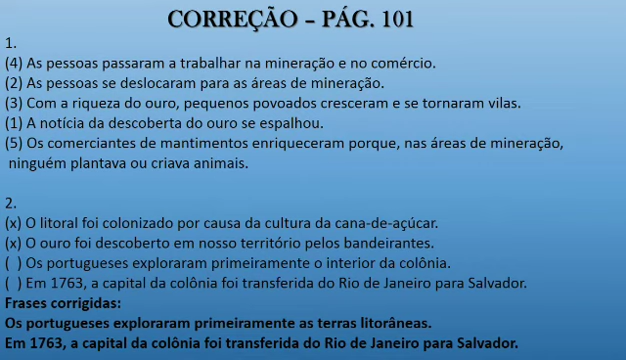 CORREÇÃO – PÁG. 101
1.
(4) As pessoas passaram a trabalhar na mineração e no comércio.
(2) As pessoas se deslocaram para as áreas de mineração.
(3) Com a riqueza do ouro, pequenos povoados cresceram e se tornaram vilas.
(1) A notícia da descoberta do ouro se espalhou.
(5) Os comerciantes de mantimentos enriqueceram porque, nas áreas de mineração,
ninguém plantava ou criava animais.
2.
(x) O litoral foi colonizado por causa da cultura da cana-de-açúcar.
(x) O ouro foi descoberto em nosso território pelos bandeirantes.
( ) Os portugueses exploraram primeiramente o interior da colônia.
( ) Em 1763, a capital da colônia foi transferida do Rio de Janeiro para Salvador.
Frases corrigidas:
Os portugueses exploraram primeiramente as terras litorâneas.
Em 1763, a capital da colônia foi transferida do Rio de Janeiro para Salvador.